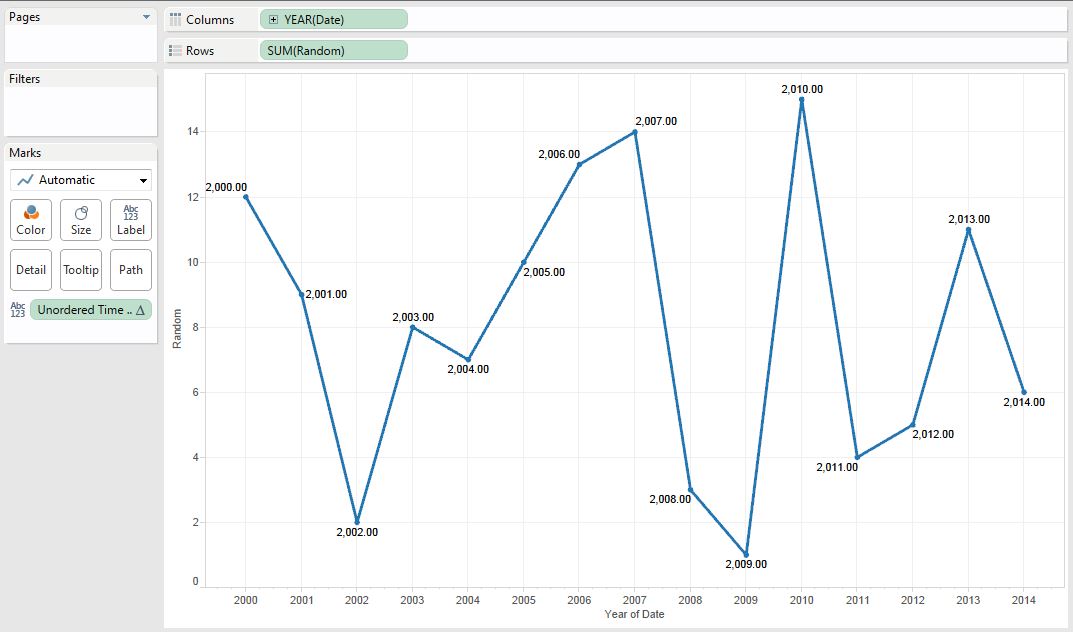 Pages
Columns
YEAR(Date)
Rows
SUM(Random)
Filters
Marks
Automatic
Color
Size
Abc
123
Label
Detail
Tooltip
Path
Abc
123
Unordered Time .. Δ
Random
14
12
10
8
6
4
2
0
2,000.00
2,001.00
2,002.00
2,003.00
2,004.00
2,005.00
2,006.00
2,007.00
2,008.00
2,009.00
2,010.00
2,011.00
2,012.00
2,013.00
2,014.00
2000 2001 2002 2003 2004 2005 2006 2007 2008 2009 2010 2011 2012 2013 2014
Year of Date